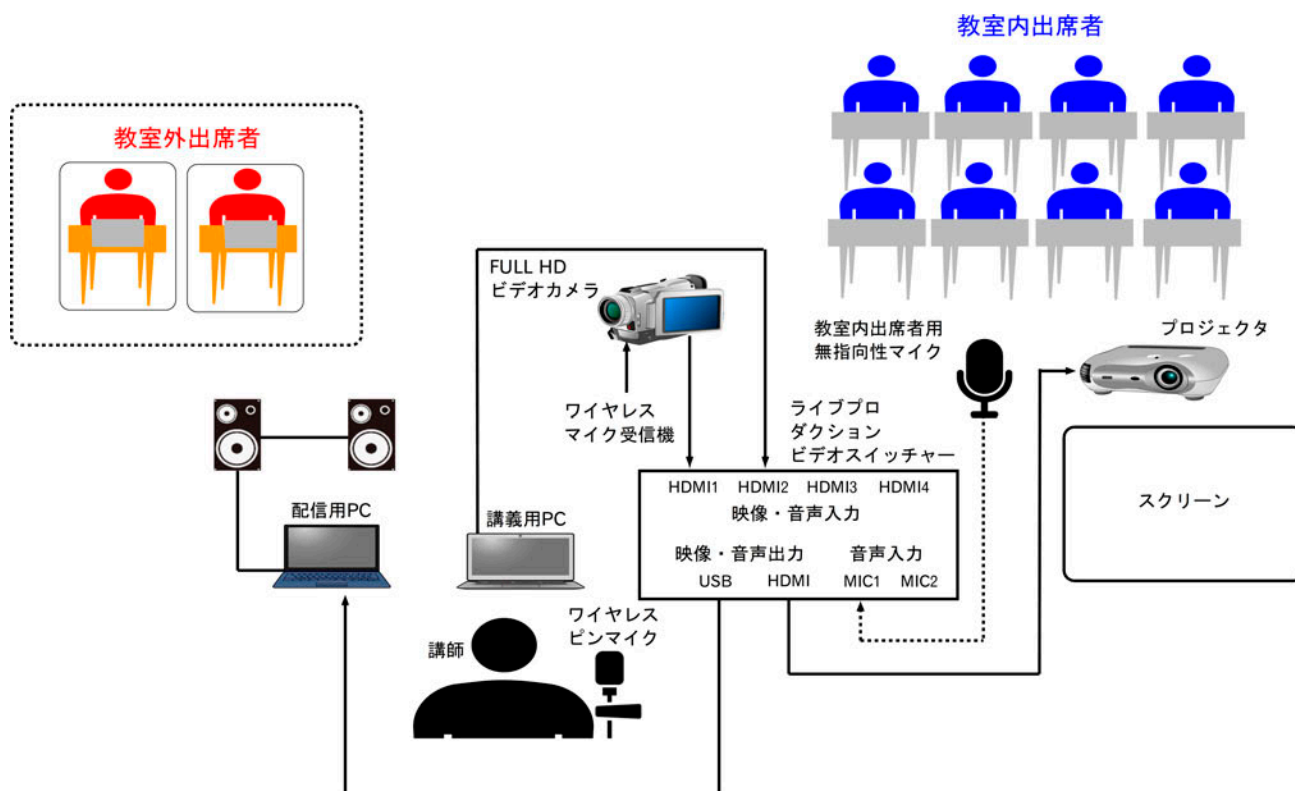 教室内出席者
教室外出席者
FULL HD
ビデオカメラ
教室内出席者用
無指向性マイク
プロジェクタ
ワイヤレス
マイク受信機
ライブプロ
ダクション
ビデオスイッチャー
HDMI1 HDMI2 HDMI3 HDMI4
映像・音声入力
スクリーン
配信用PC
講義用PC
映像・音声出力 音声入力
USB HDMI MIC1 MIC2
ワイヤレス
ピンマイク
講師